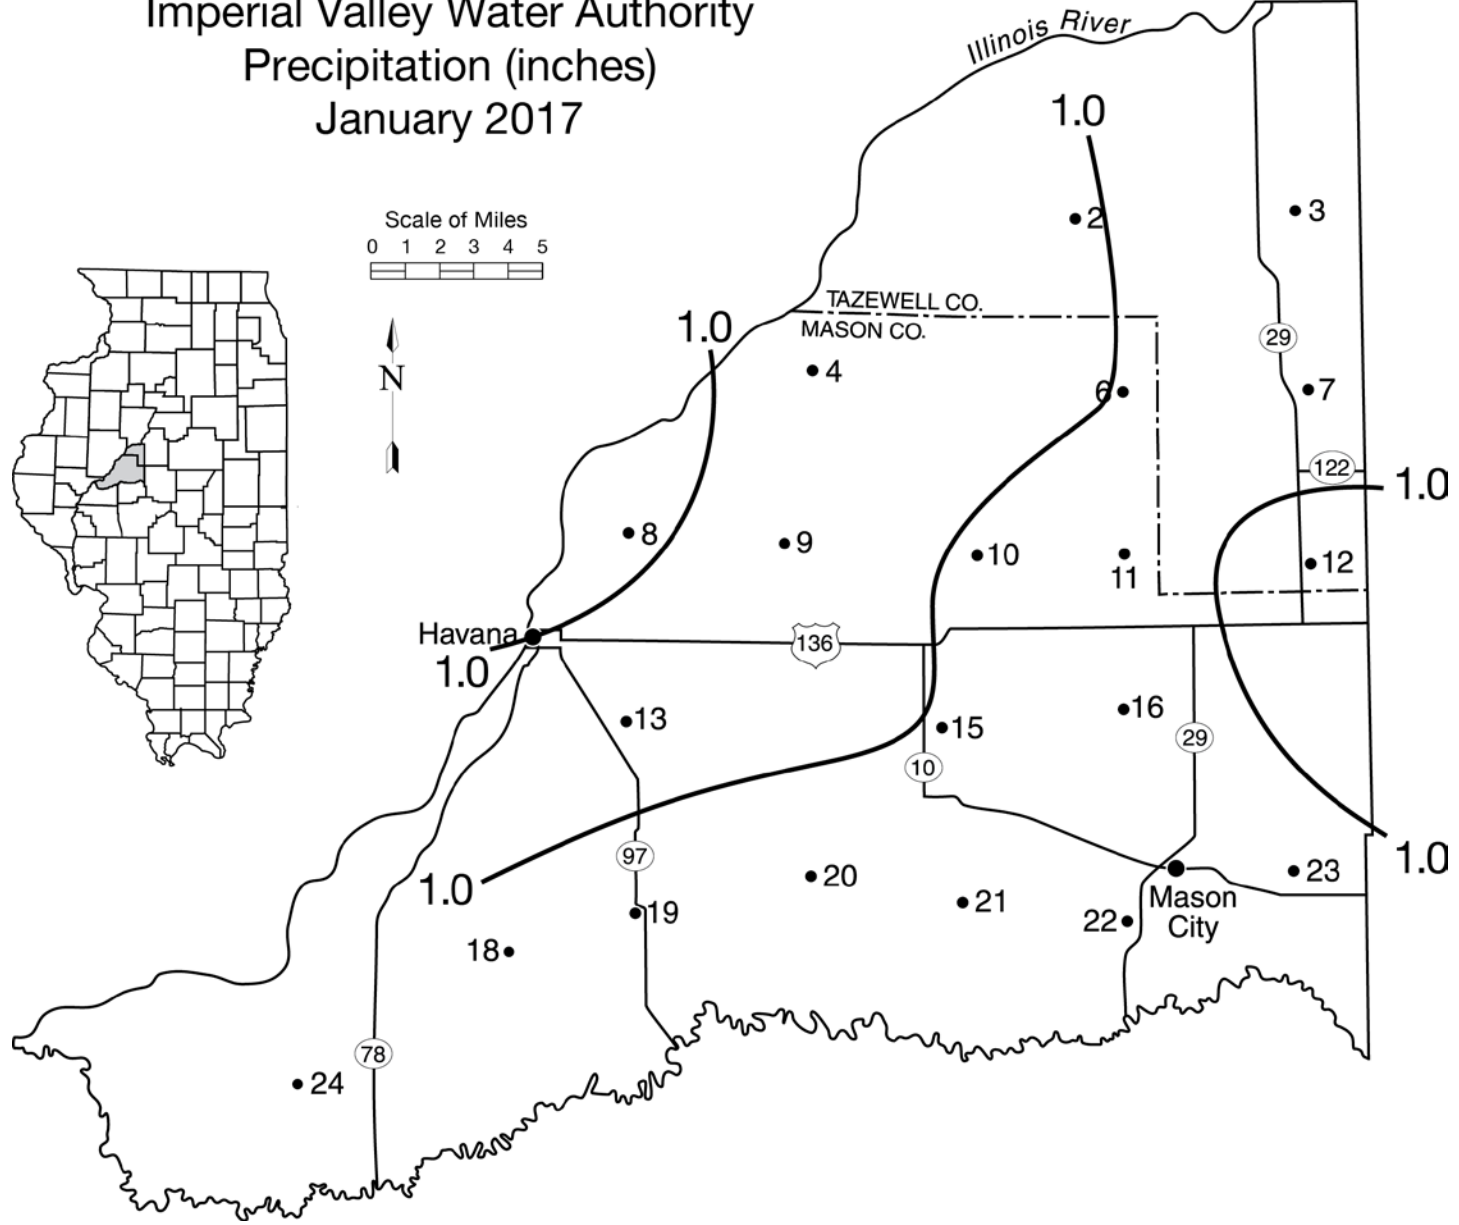 Imperial Valley Water Authority
Precipitation (inches)
January 2017
Illinois River
1.0
Scale of Miles
0 1 2 3 4 5
2
3
TAZEWELL CO.
MASON CO.
1.0
29
N
4
6
7
122
1.0
8
9
10
11
12
Havana
136
1.0
13
15
16
29
10
97
1.0
20
1.0
23
Mason
City
19
21
22
18
78
24